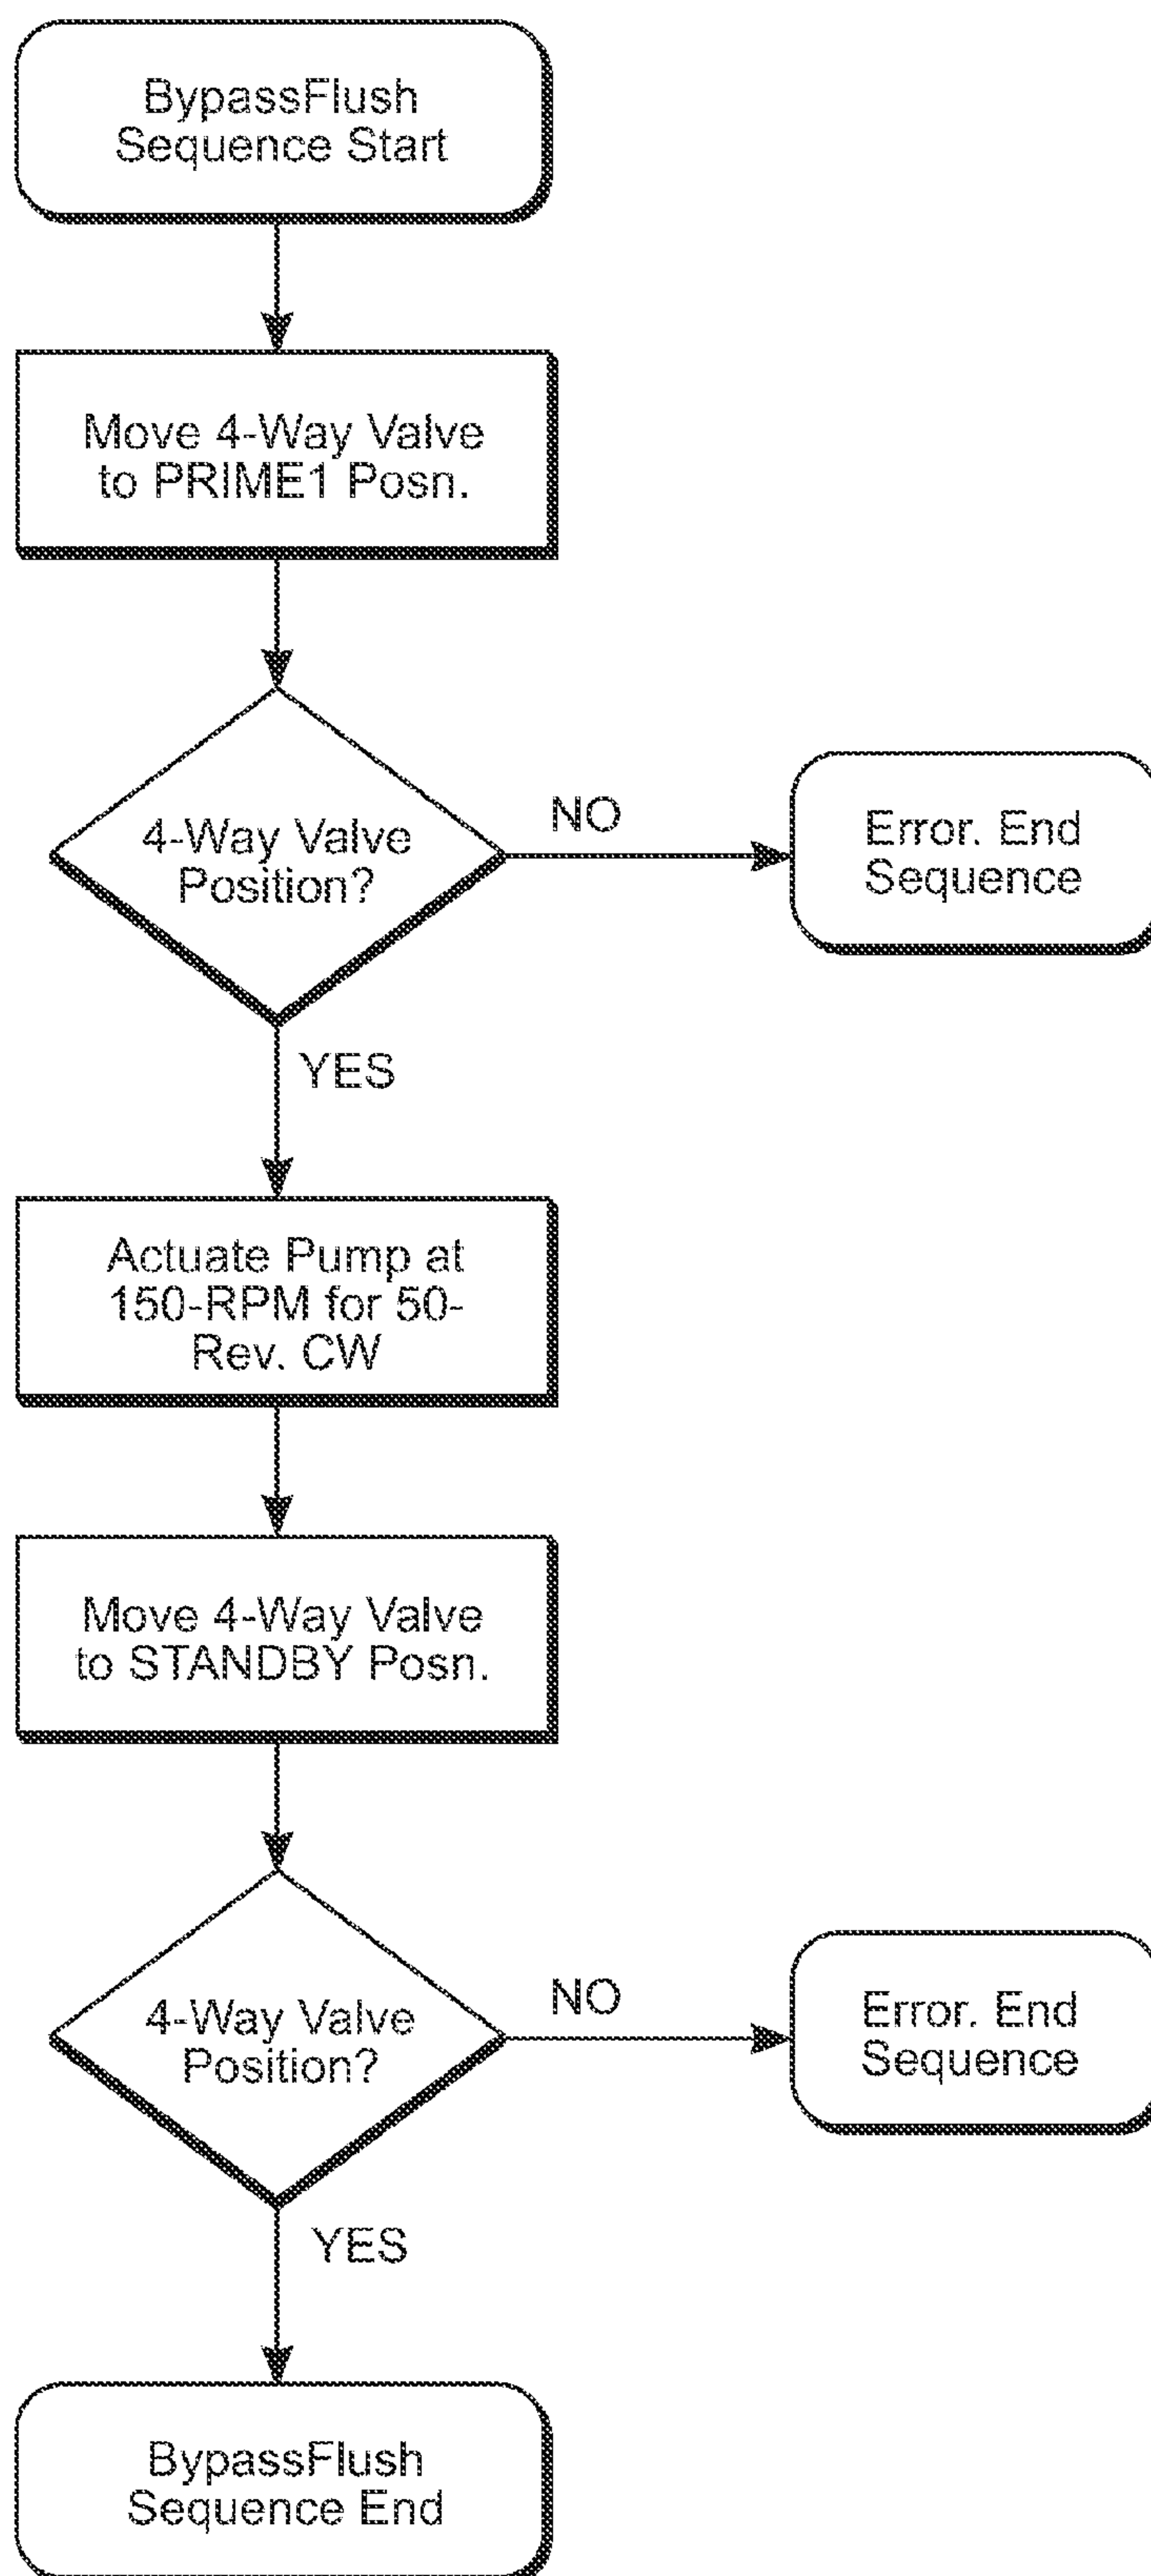 BypassFlush
Sequence Start
Move 4-Way Valve
to PRIME1 Posn.
4-Way Valve
Position?
NO
Error. End
Sequence
YES
Actuate Pump at
150-RPM for 50-
Rev. CW
Move 4-Way Valve
to STANDBY Posn.
4-Way Valve
Position?
NO
Error. End
Sequence
YES
BypassFlush
Sequence End